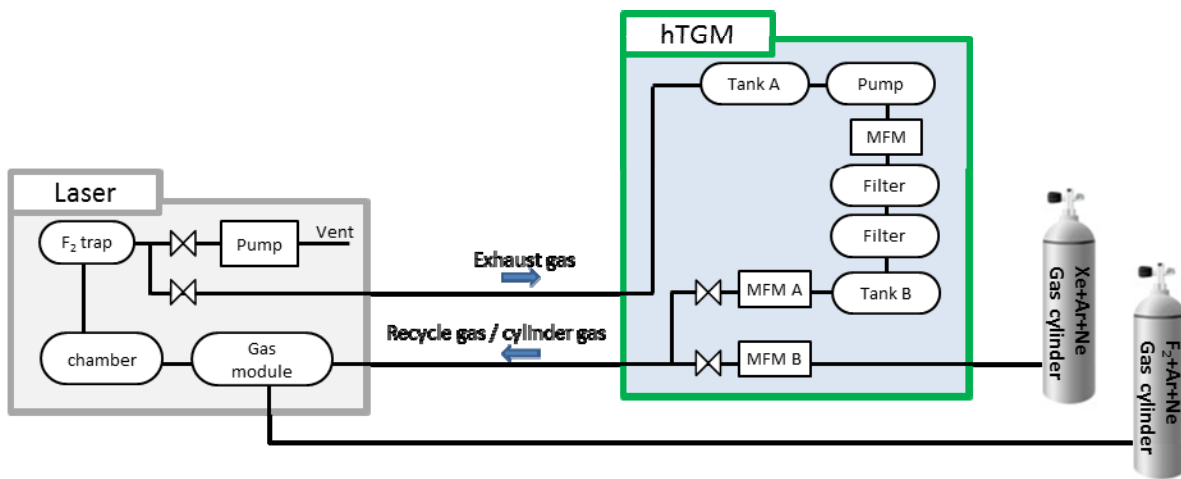 hTGM
Tank A
Pump
MFM
Filter
Filter
Tank B
MFM A
MFM B
Laser
F₂ trap
Pump
Vent
chamber
Gas
module
Exhaust gas
Recycle gas / cylinder gas
Xe+Ar+Ne
Gas cylinder
F₂+Ar+Ne
Gas cylinder